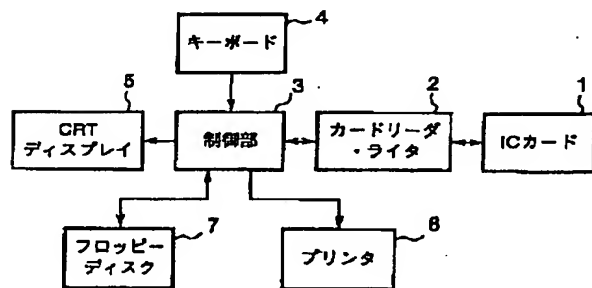 4
キーボード
5
CRT
ディスプレイ
3
制御部
2
カードリーダ
・ライタ
1
ICカード
7
フロッピー
ディスク
6
プリンタ